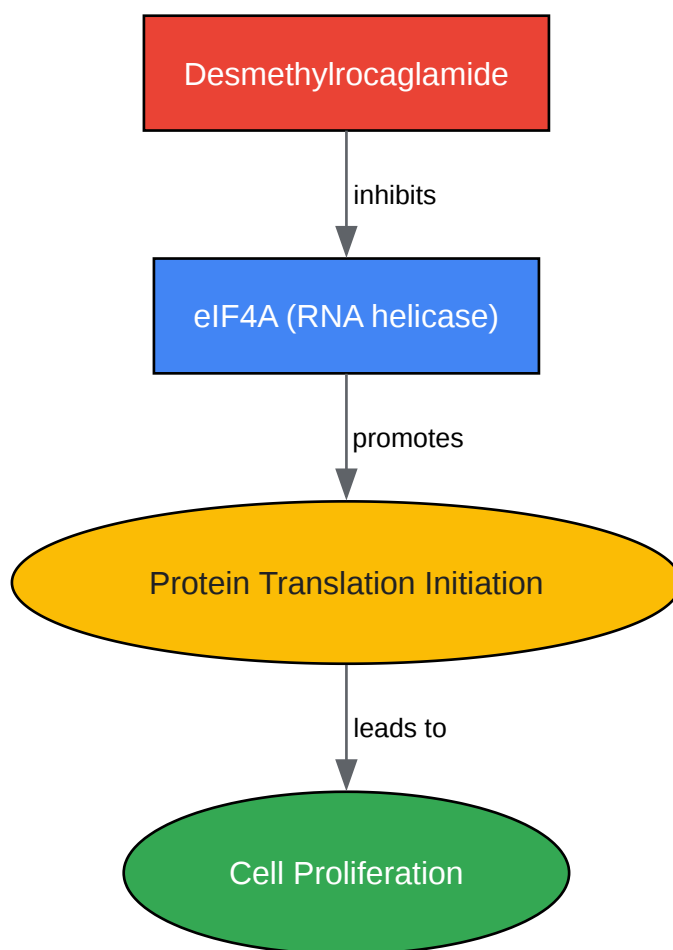 Desmethylrocaglamide
inhibits
eIF4A (RNA helicase)
promotes
Protein Translation Initiation
leads to
Cell Proliferation